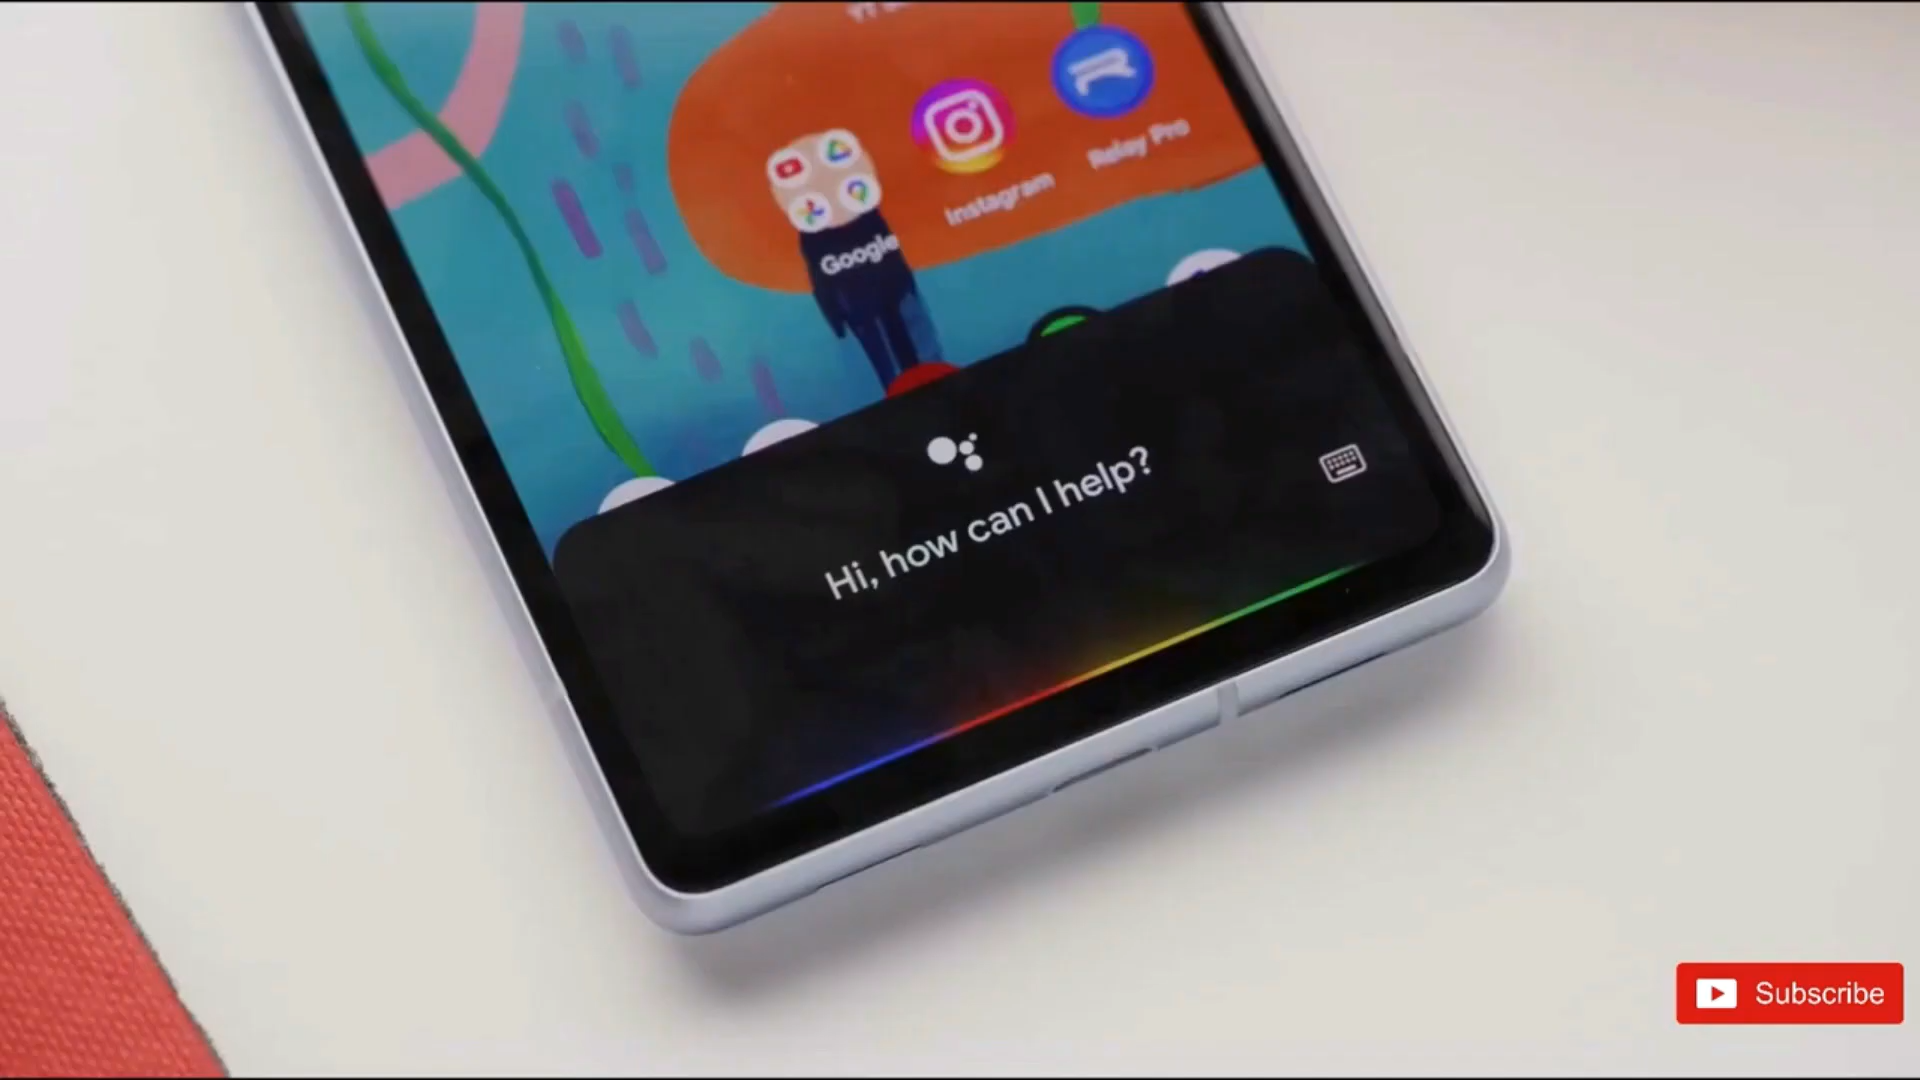 Relay Pro
Instagram
Google
Hi, how can I help?
Subscribe